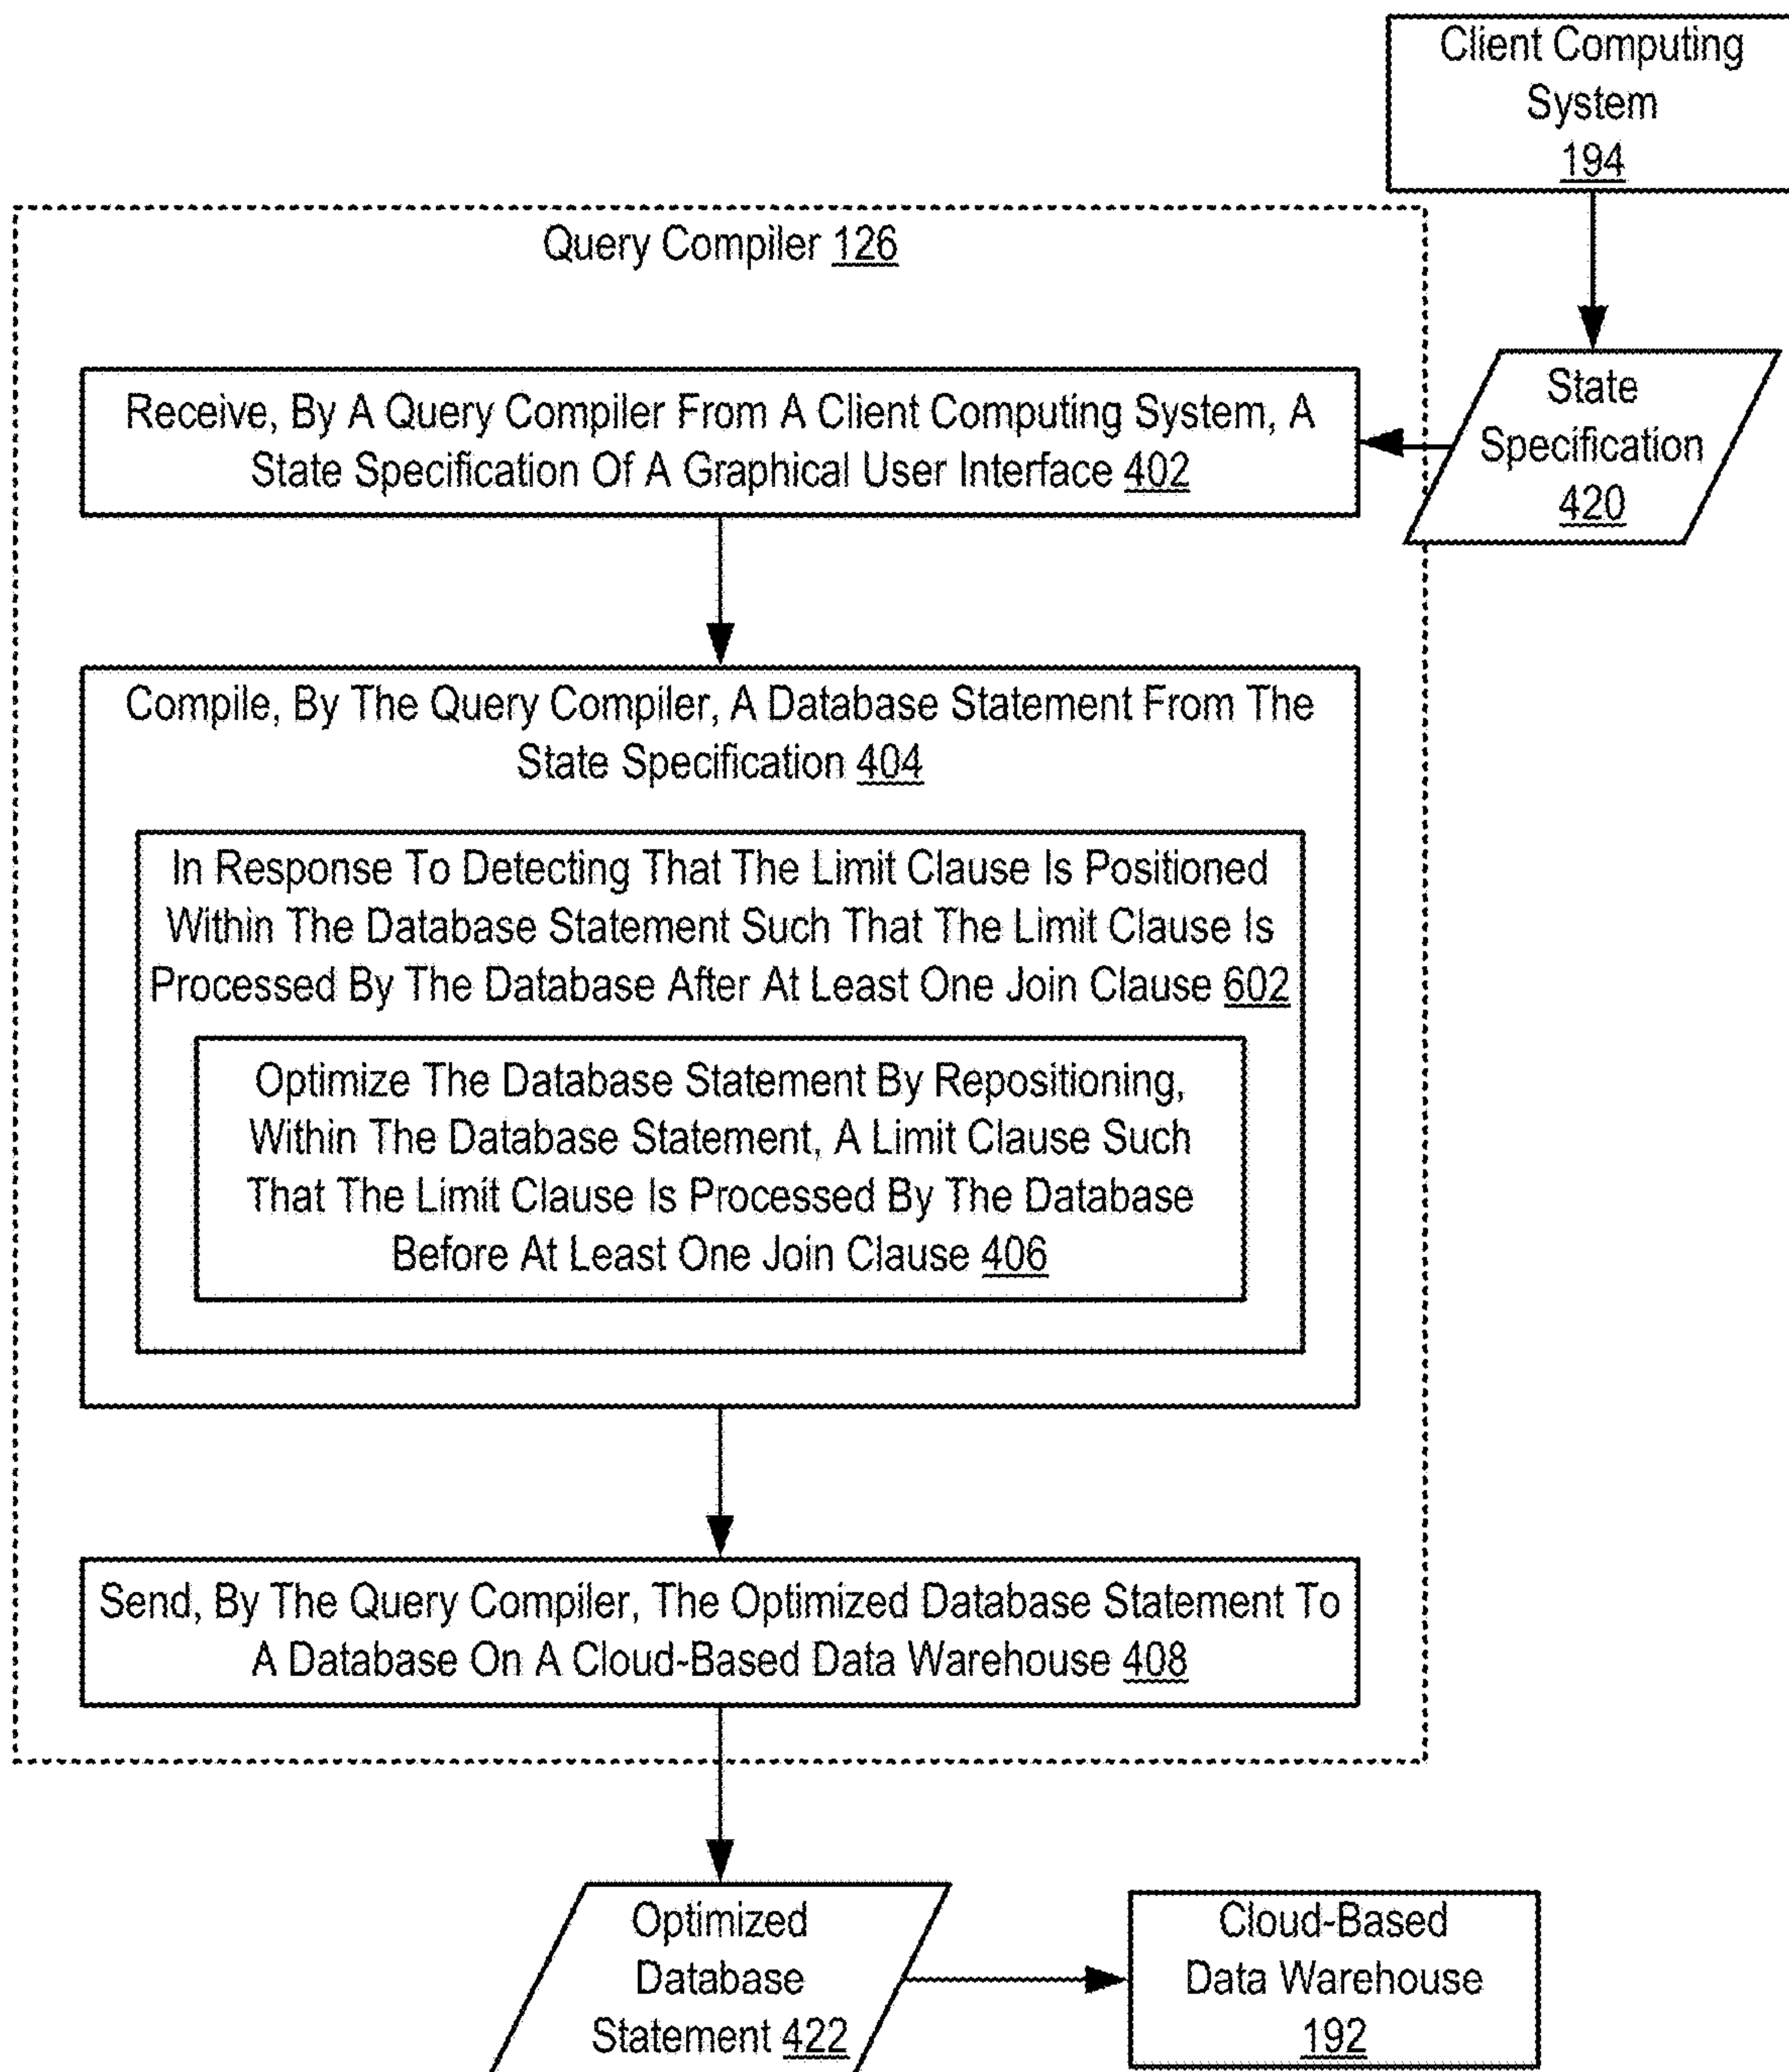 Client Computing
System
194
Query Compiler 126
Receive, By A Query Compiler From A Client Computing System, A
State Specification Of A Graphical User Interface 402
State
Specification
420
Compile, By The Query Compiler, A Database Statement From The
State Specification 404
In Response To Detecting That The Limit Clause Is Positioned
Within The Database Statement Such That The Limit Clause Is
Processed By The Database After At Least One Join Clause 602
Optimize The Database Statement By Repositioning,
Within The Database Statement, A Limit Clause Such
That The Limit Clause Is Processed By The Database
Before At Least One Join Clause 406
Send, By The Query Compiler, The Optimized Database Statement To
A Database On A Cloud-Based Data Warehouse 408
Optimized
Database
Statement 422
Cloud-Based
Data Warehouse
192